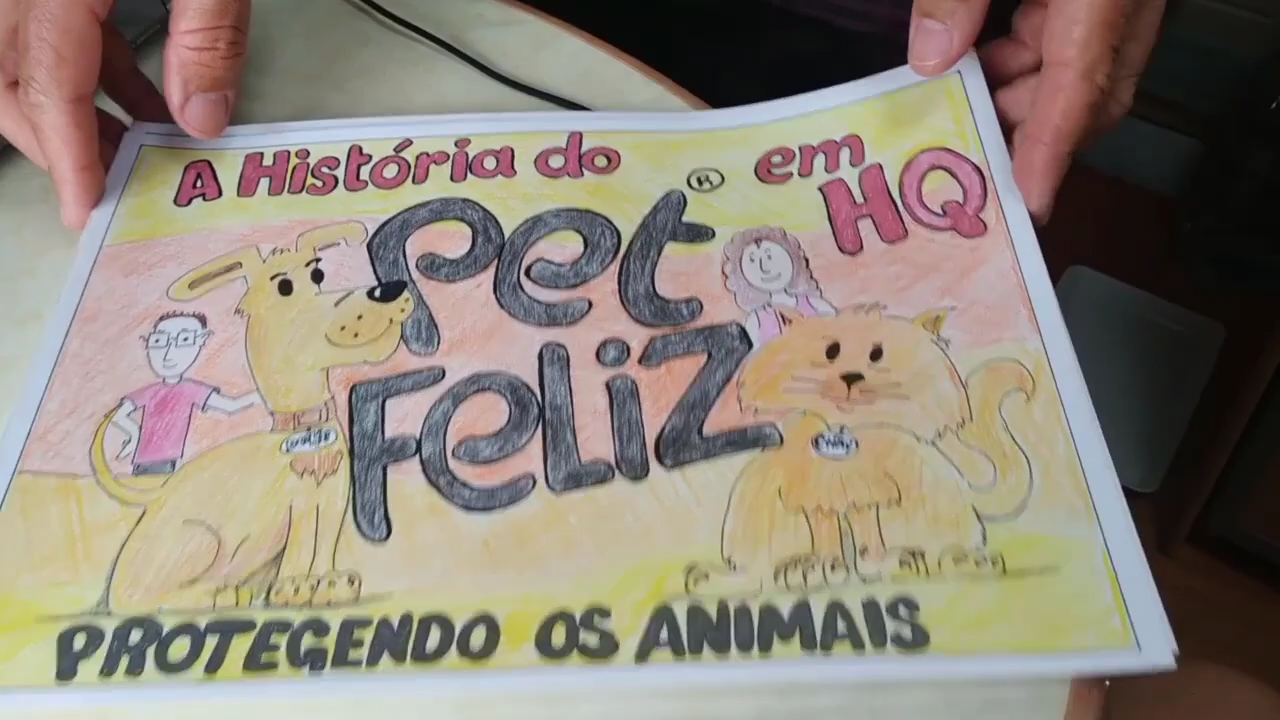 A História do
em
HQ
Pet ®
Feliz
PROTEGENDO OS ANIMAIS